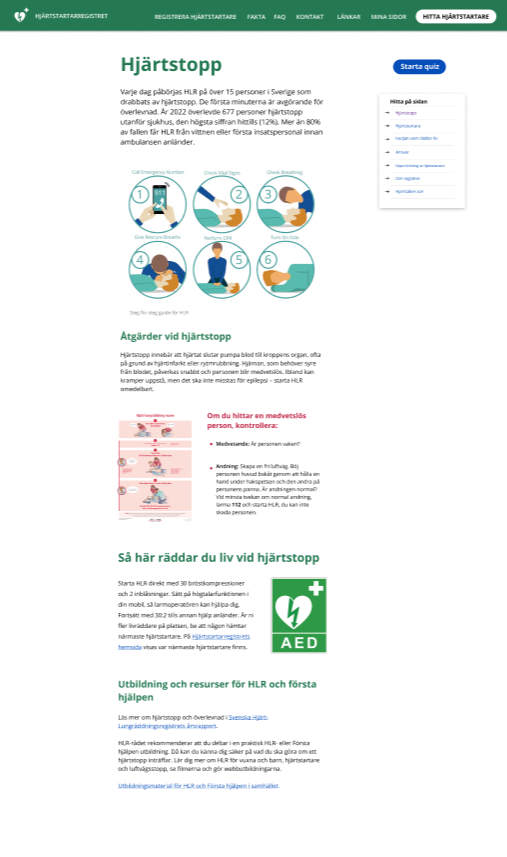 HJÄRTSTARTARREGISTRET
REGISTRERA HJÄRTSTARTARE
FAKTA
FAQ
KONTAKT
LÄNKAR
MINA SIDOR
HITTA HJÄRTSTARTARE
Hjärtstopp
Varje dag påbörjas HLR på över 15 personer i Sverige som
drabbats av hjärtstopp. De första minuterna är avgörande för
överlevnad. År 2022 överlevde 677 personer hjärtstopp
utanför sjukhus, den högsta siffran hittills (12%). Mer än 80%
av fallen får HLR från vittnen eller första insatspersonal innan
ambulansen anländer.
Starta quiz
Hitta på sidan
Hjärtstopp
Hjärtstartare
Ansvar
Om registret
Call Emergency Number
Check Vital Signs
Check Breathing
1
911
2
3
Give Rescue Breaths
Perform CPR
Turn On Side
4
5
6
Steg för steg guide för HLR
Åtgärder vid hjärtstopp
Hjärtstopp innebär att hjärtat slutar pumpa blod till kroppens organ, ofta
på grund av hjärtinfarkt eller rytmrubbning. Hjärnan, som behöver syre
från blodet, påverkas snabbt och personen blir medvetslös. Ibland kan
kramper uppstå, men det ska inte misstas för epilepsi – starta HLR
omedelbart.
Om du hittar en medvetslös
person, kontrollera:
Medvetande: Är personen vaken?
Andning: Skapa en fri luftväg. Böj
personens huvud bakåt genom att hålla en
hand under hakspetsen och den andra på
personens panna. Är andningen normal?
Vid minsta tvekan om normal andning,
larma 112 och starta HLR, du kan inte
skada personen.
Så här räddar du liv vid hjärtstopp
Starta HLR direkt med 30 bröstkompressioner
och 2 inblåsningar. Sätt på högtalarfunktionen i
din mobil, så larmoperatören kan hjälpa dig.
Fortsätt med 30:2 tills annan hjälp anländer. Är ni
fler livräddare på platsen, be att någon hämtar
närmaste hjärtstartare. På Hjärtstartarregistrets
hemsida visas var närmaste hjärtstartare finns.
AED
Utbildning och resurser för HLR och första
hjälpen
Läs mer om hjärtstopp och överlevnad i Svenska Hjärt-
Lungräddningsregistrets årsrapport.
HLR-rådet rekommenderar att du deltar i en praktisk HLR- eller Första
hjälpen utbildning. Då kan du känna dig säker på vad du ska göra om ett
hjärtstopp inträffar. Lär dig mer om HLR för vuxna och barn, hjärtstartare
och luftvägsstopp, se filmerna och gör webbutbildningarna.
Utbildningsmaterial för HLR och Första hjälpen i samhället.